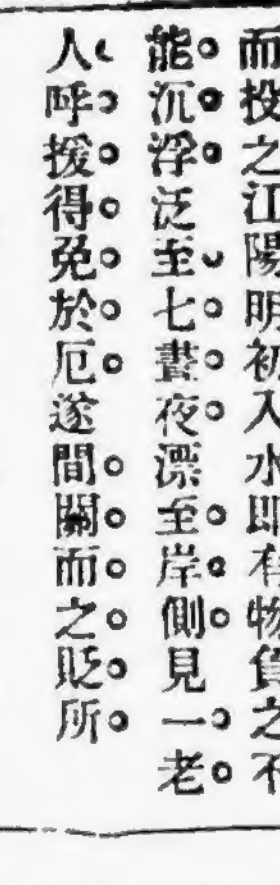 而投之江陽明初入水即有物負之不
能沉浮泛至七晝夜漂至岸側見一老
人呼援得免於厄遂間關而之貶所